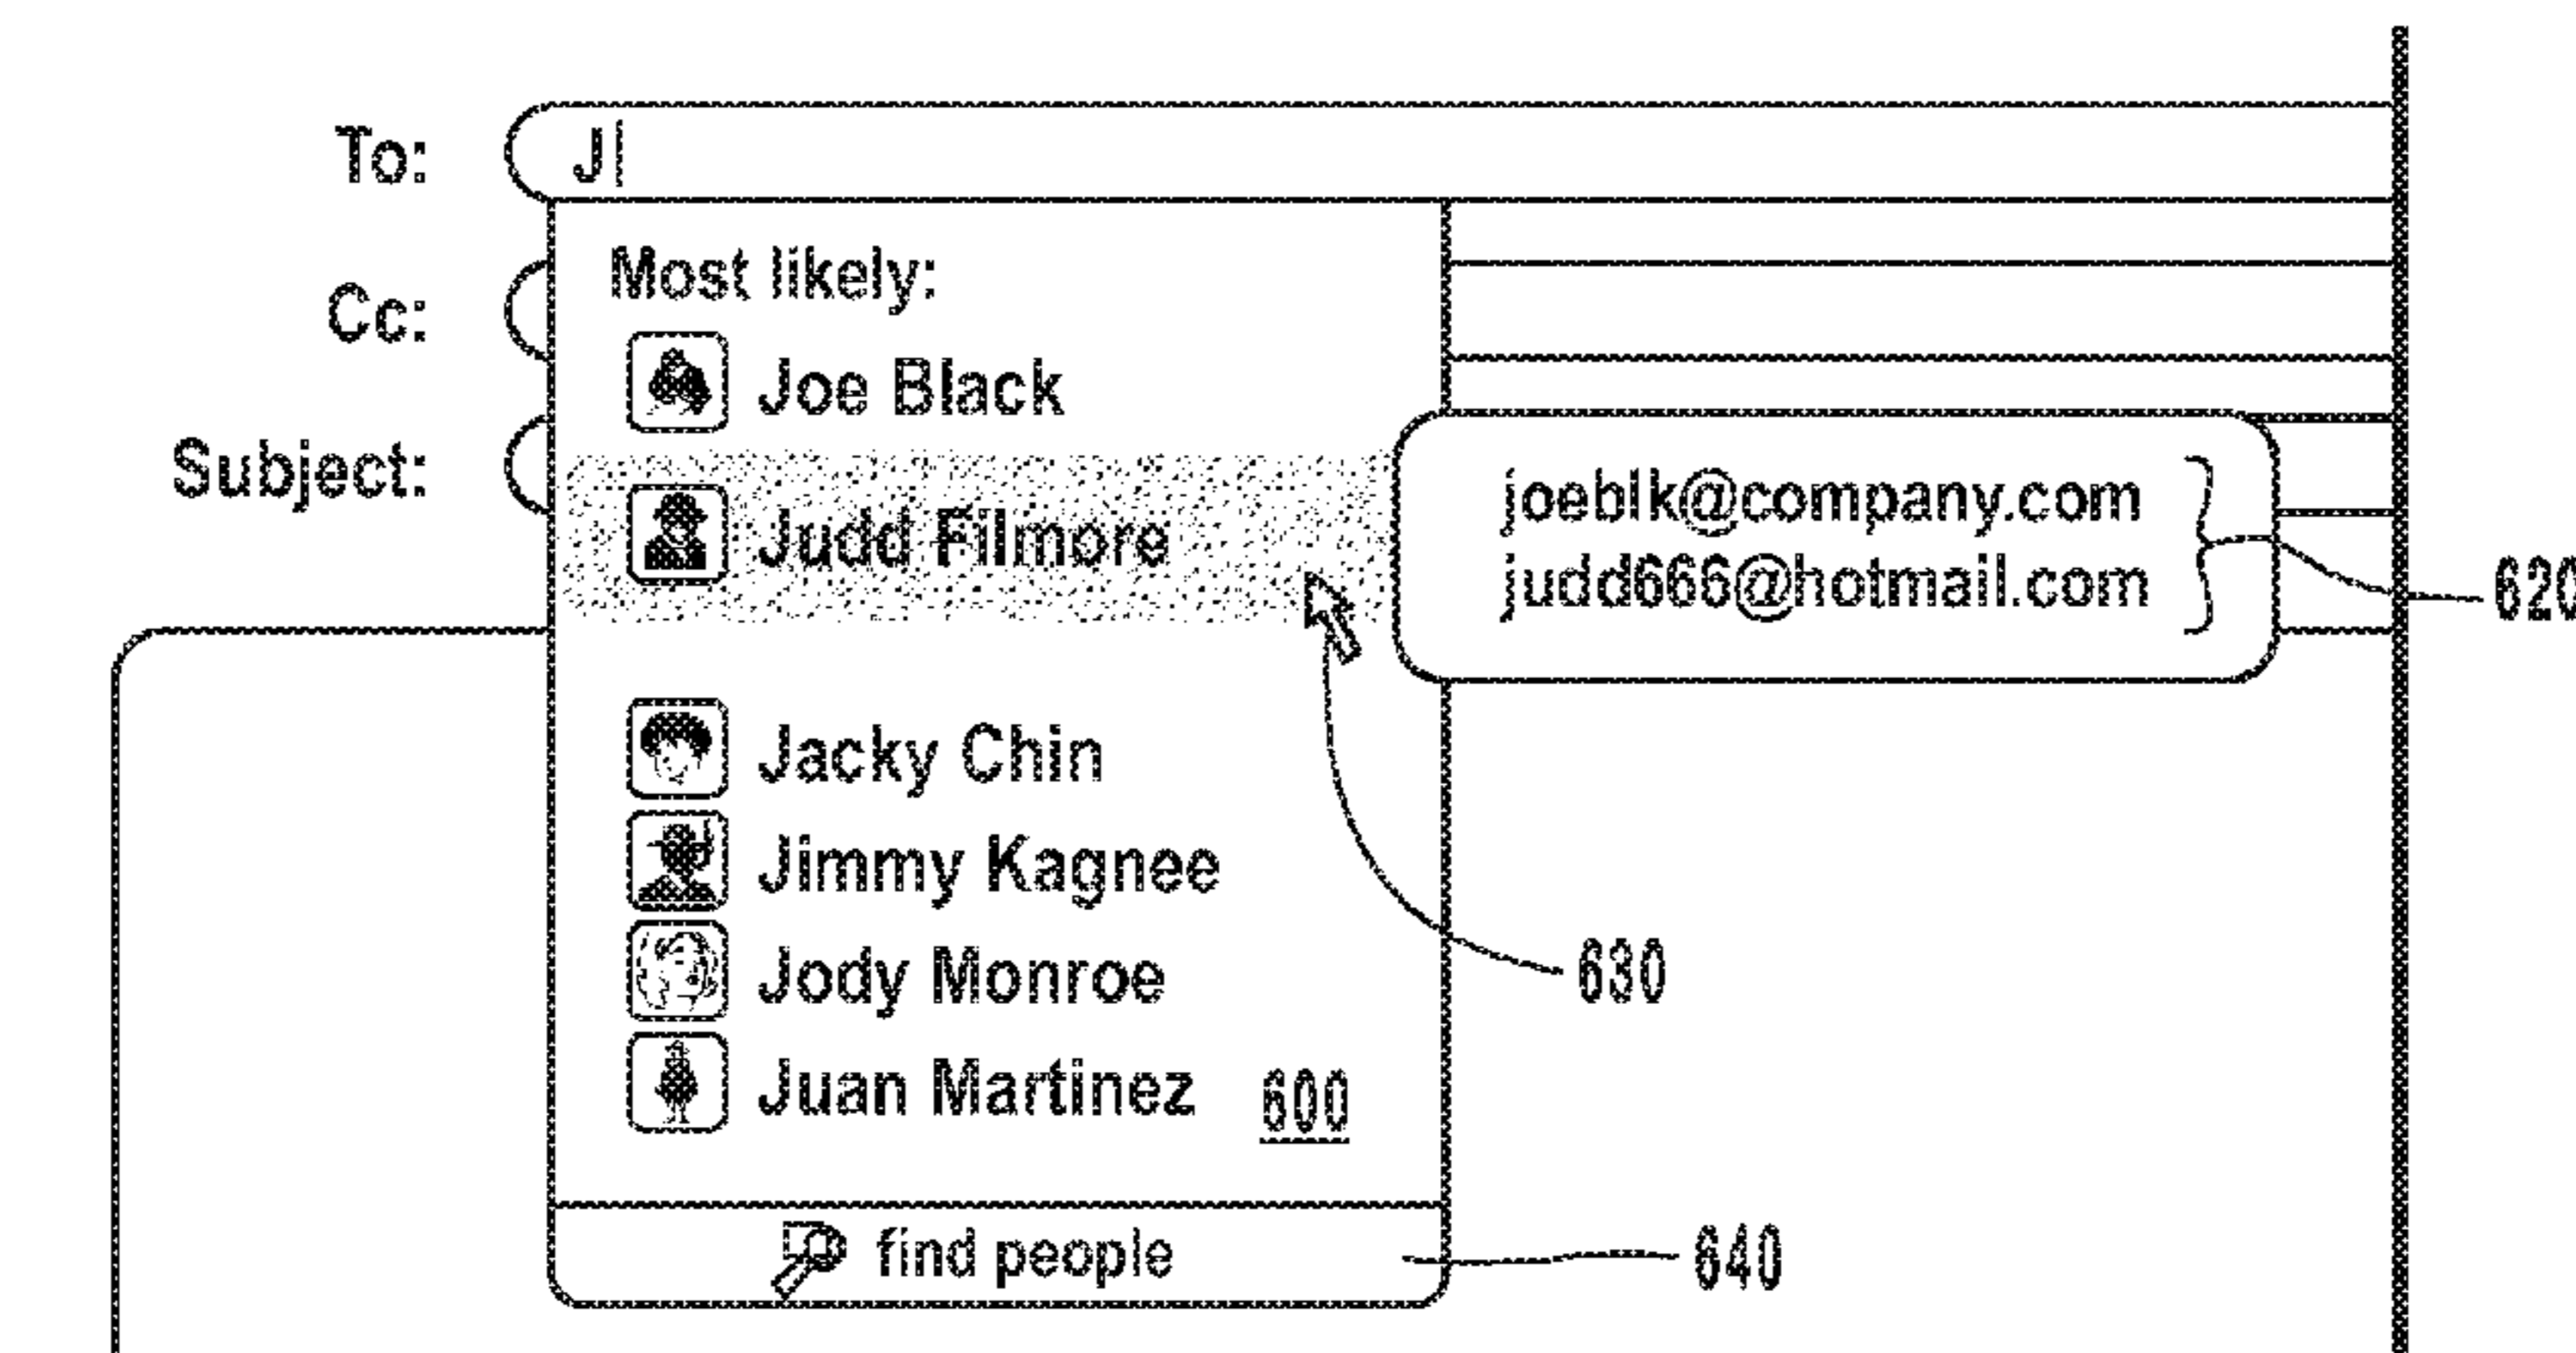 To: J
Most likely:
Cc:
Joe Black
Subject:
joeblk@company.com
Judd Filmore
judd666@hotmail.com
620
Jacky Chin
Jimmy Kagnee
Jody Monroe
630
Juan Martinez
600
find people
640